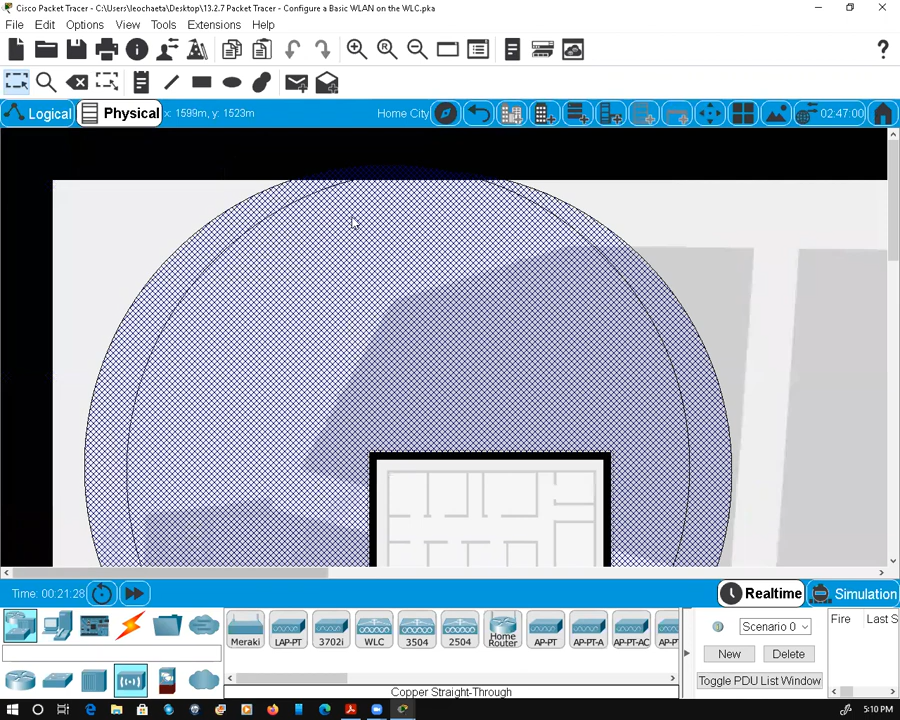 Cisco Packet Tracer - C:\Users\leochaeta\Desktop\13.2.7 Packet Tracer - Configure a Basic WLAN on the WLC.pka
File Edit Options View Tools Extensions Help
Logical Physical x: 1599m, y: 1523m Home City 02:47:00
Time: 00:21:28 Realtime Simulation
Scenario 0 Fire Last S
Meraki LAP-PT 3702i WLC 3504 2504 Home Router AP-PT AP-PT-A AP-PT-AC AP-PT
New Delete
Toggle PDU List Window
Copper Straight-Through
5:10 PM